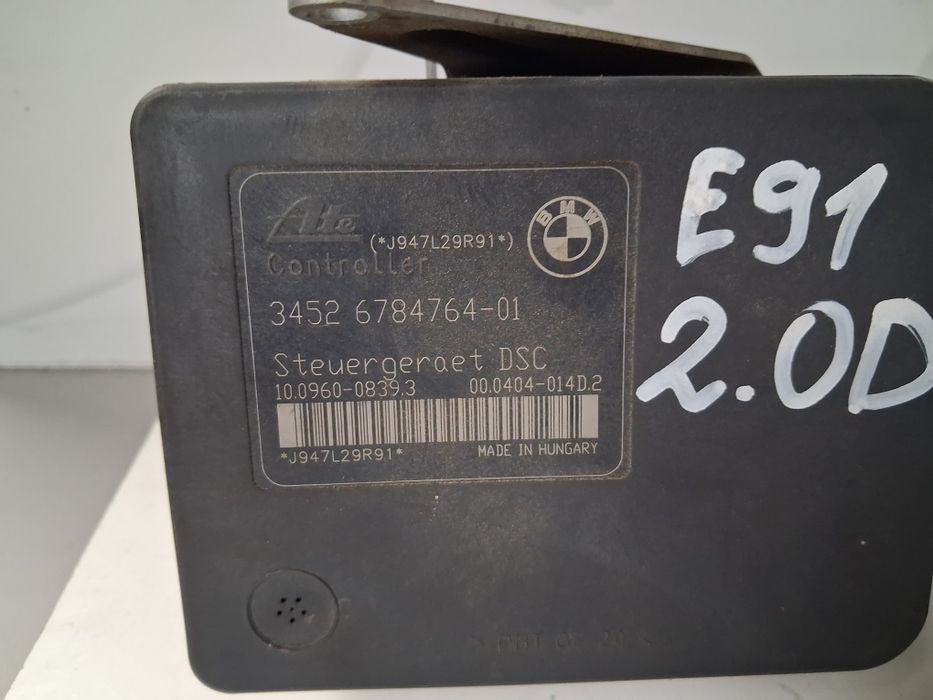 Ate
(*J947L29R91*)
BMW
Controller
3452 6784764-01
Steuergeraet DSC
10.0960-0839.3 00.0404-014D.2
*J947L29R91* MADE IN HUNGARY
E91
2.0D